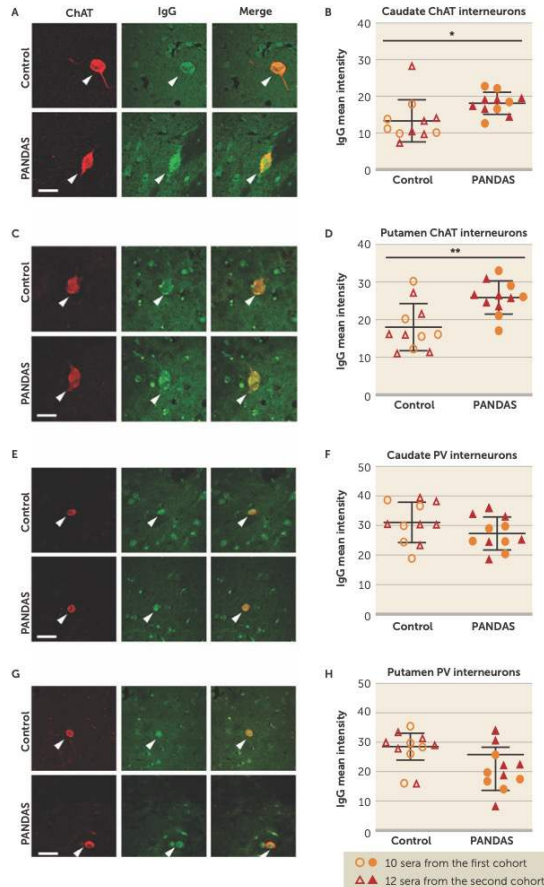 A ChAT IgG Merge
Control
PANDAS
B Caudate ChAT interneurons
IgG mean intensity
40
30
20
10
0
*
Control PANDAS
C
Control
PANDAS
D Putamen ChAT interneurons
IgG mean intensity
40
30
20
10
0
**
Control PANDAS
E
Control
PANDAS
F Caudate PV interneurons
IgG mean intensity
50
40
30
20
10
0
Control PANDAS
G
Control
PANDAS
H Putamen PV interneurons
IgG mean intensity
50
40
30
20
10
0
Control PANDAS
10 sera from the first cohort
12 sera from the second cohort